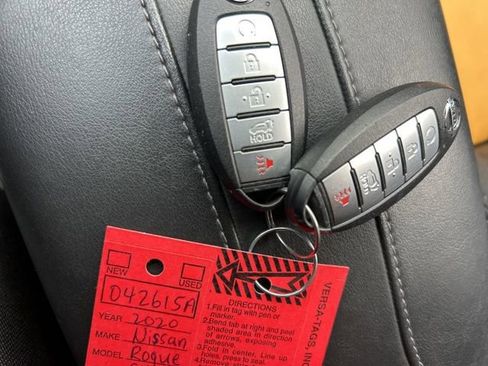 HOLD
HOLD
NEW
USED
D42615A
YEAR 2020
MAKE Nissan
MODEL Rogue
DIRECTIONS
1.Fill in tag with pen or
marker.
2.Bend tab at right and peel
shaded area in direction
of arrows, exposing
adhesive.
3.Fold in center. Line up
holes, press to seal.
VERSA-TAGS, INC